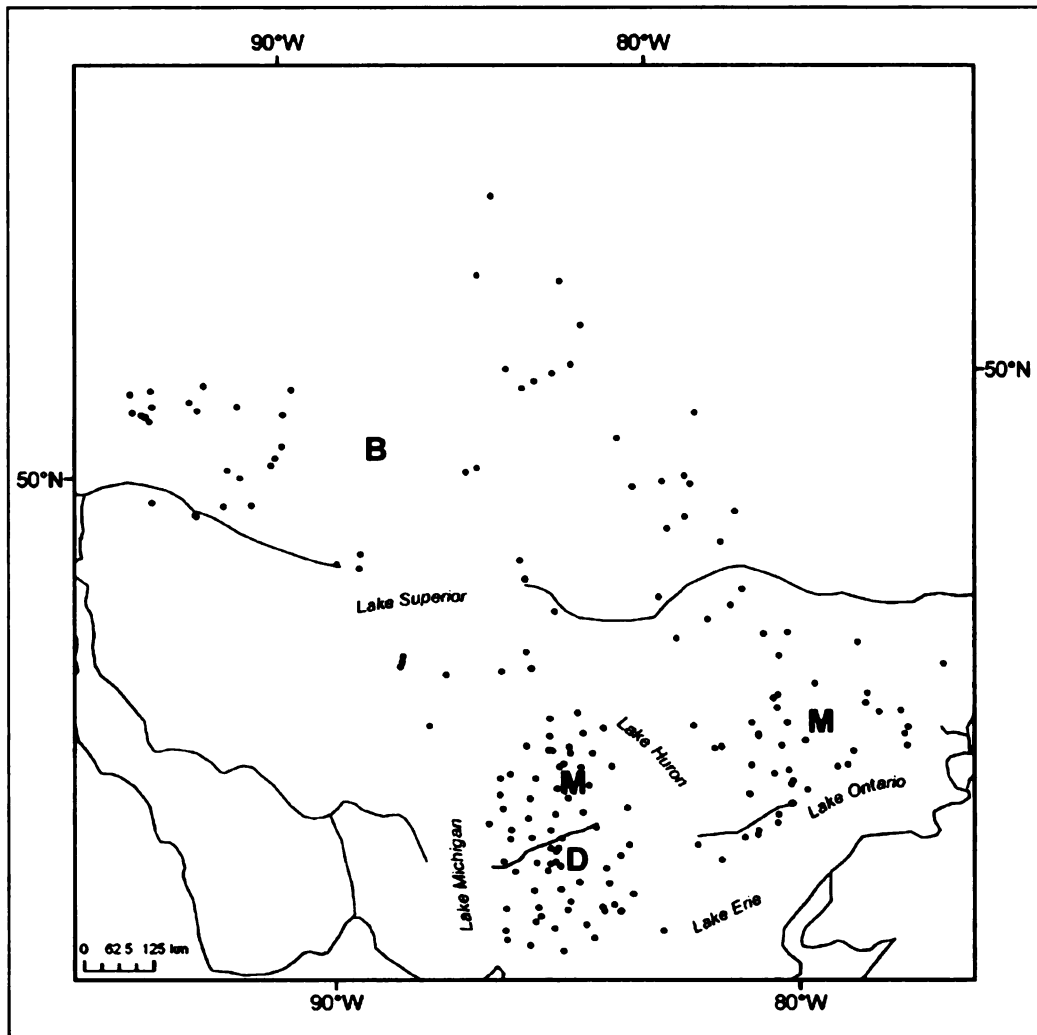 90°W 80°W
50°N
B
50°N
Lake Superior
M
Lake Huron
M
Lake Ontario
Lake Michigan
D
Lake Erie
0 62 5 125 km
90°W 80°W